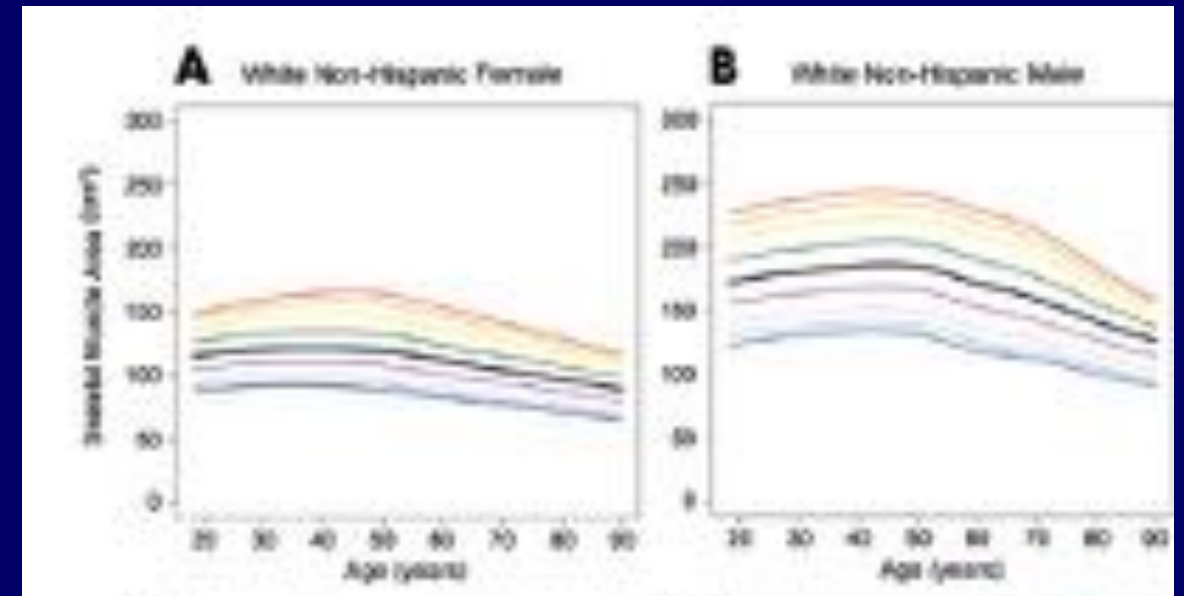 A White Non-Hispanic Female
B White Non-Hispanic Male
Skeletal Muscle Area (cm²)
300
250
200
150
100
50
0
20 30 40 50 60 70 80 90
Age (years)
300
250
200
150
100
50
0
20 30 40 50 60 70 80 90
Age (years)